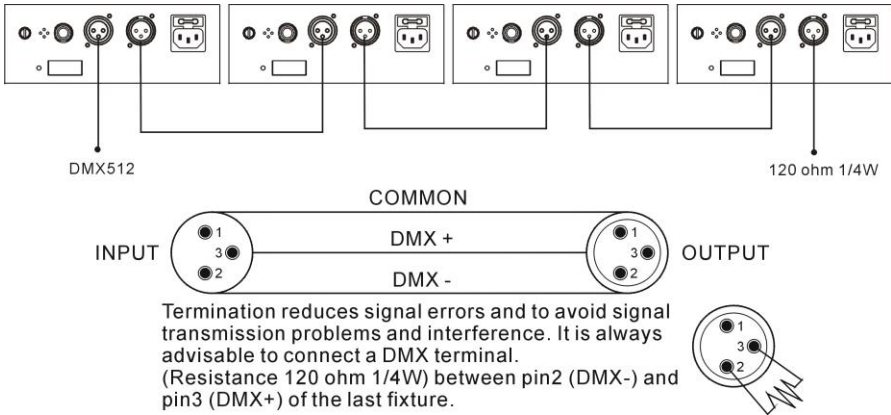 DMX512
120 ohm 1/4W
COMMON
INPUT
1
3
2
DMX +
DMX -
1
3
2
OUTPUT
Termination reduces signal errors and to avoid signal
transmission problems and interference. It is always
advisable to connect a DMX terminal.
(Resistance 120 ohm 1/4W) between pin2 (DMX-) and
pin3 (DMX+) of the last fixture.
1
3
2